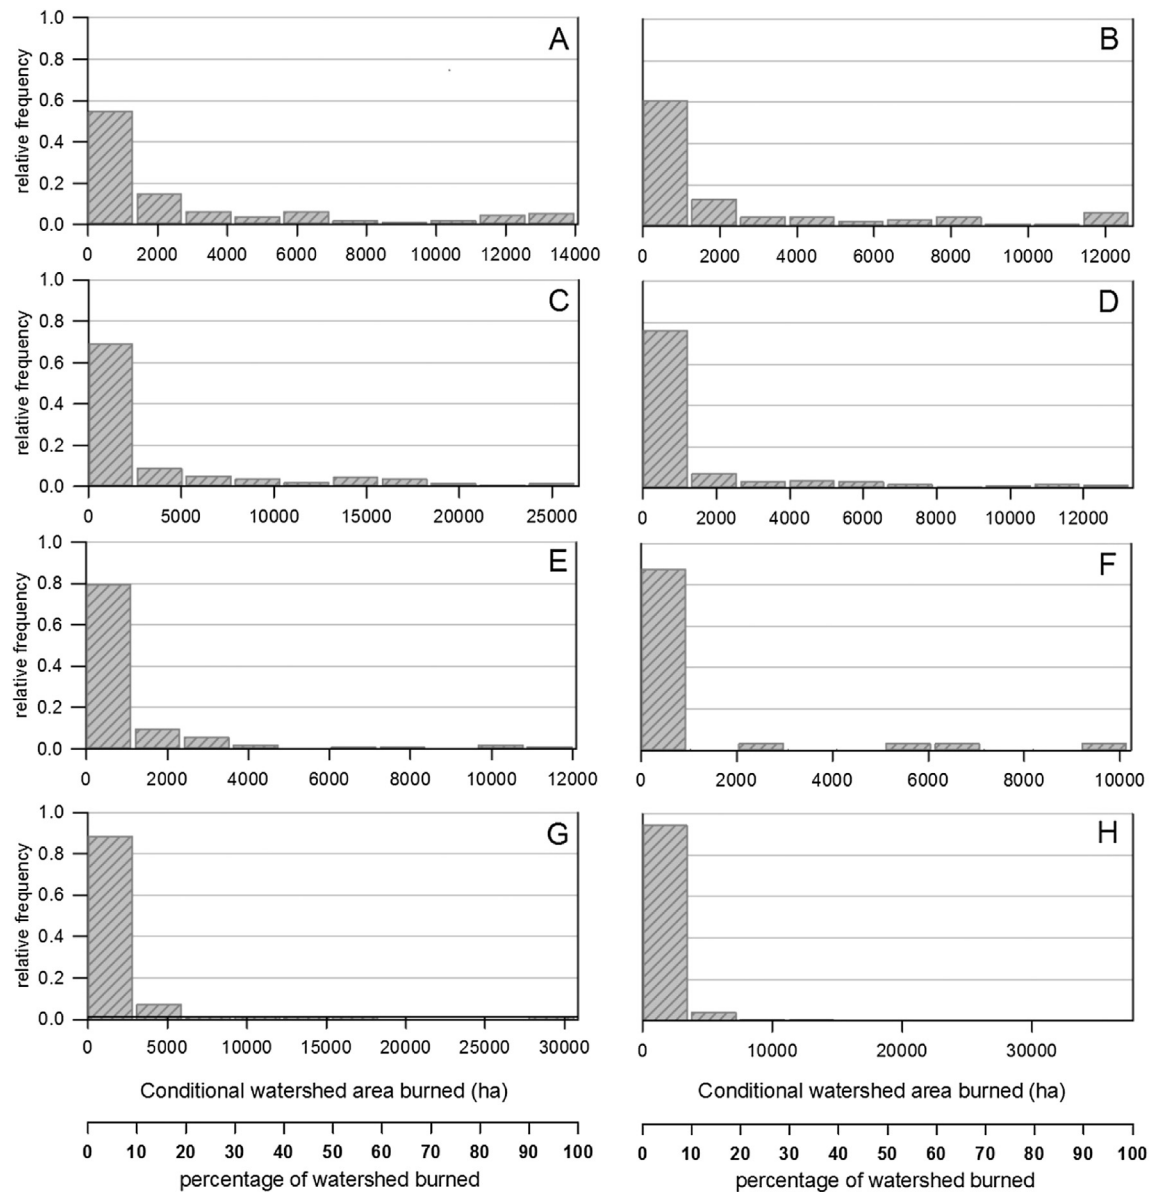 A
relative frequency
1.0
0.8
0.6
0.4
0.2
0.0
0 2000 4000 6000 8000 10000 12000 14000
B
0 2000 4000 6000 8000 10000 12000
C
relative frequency
1.0
0.8
0.6
0.4
0.2
0.0
0 5000 10000 15000 20000 25000
D
0 2000 4000 6000 8000 10000 12000
E
relative frequency
1.0
0.8
0.6
0.4
0.2
0.0
0 2000 4000 6000 8000 10000 12000
F
0 2000 4000 6000 8000 10000
G
relative frequency
1.0
0.8
0.6
0.4
0.2
0.0
0 5000 10000 15000 20000 25000 30000
H
0 10000 20000 30000
Conditional watershed area burned (ha)
Conditional watershed area burned (ha)
0 10 20 30 40 50 60 70 80 90 100
percentage of watershed burned
0 10 20 30 40 50 60 70 80 90 100
percentage of watershed burned